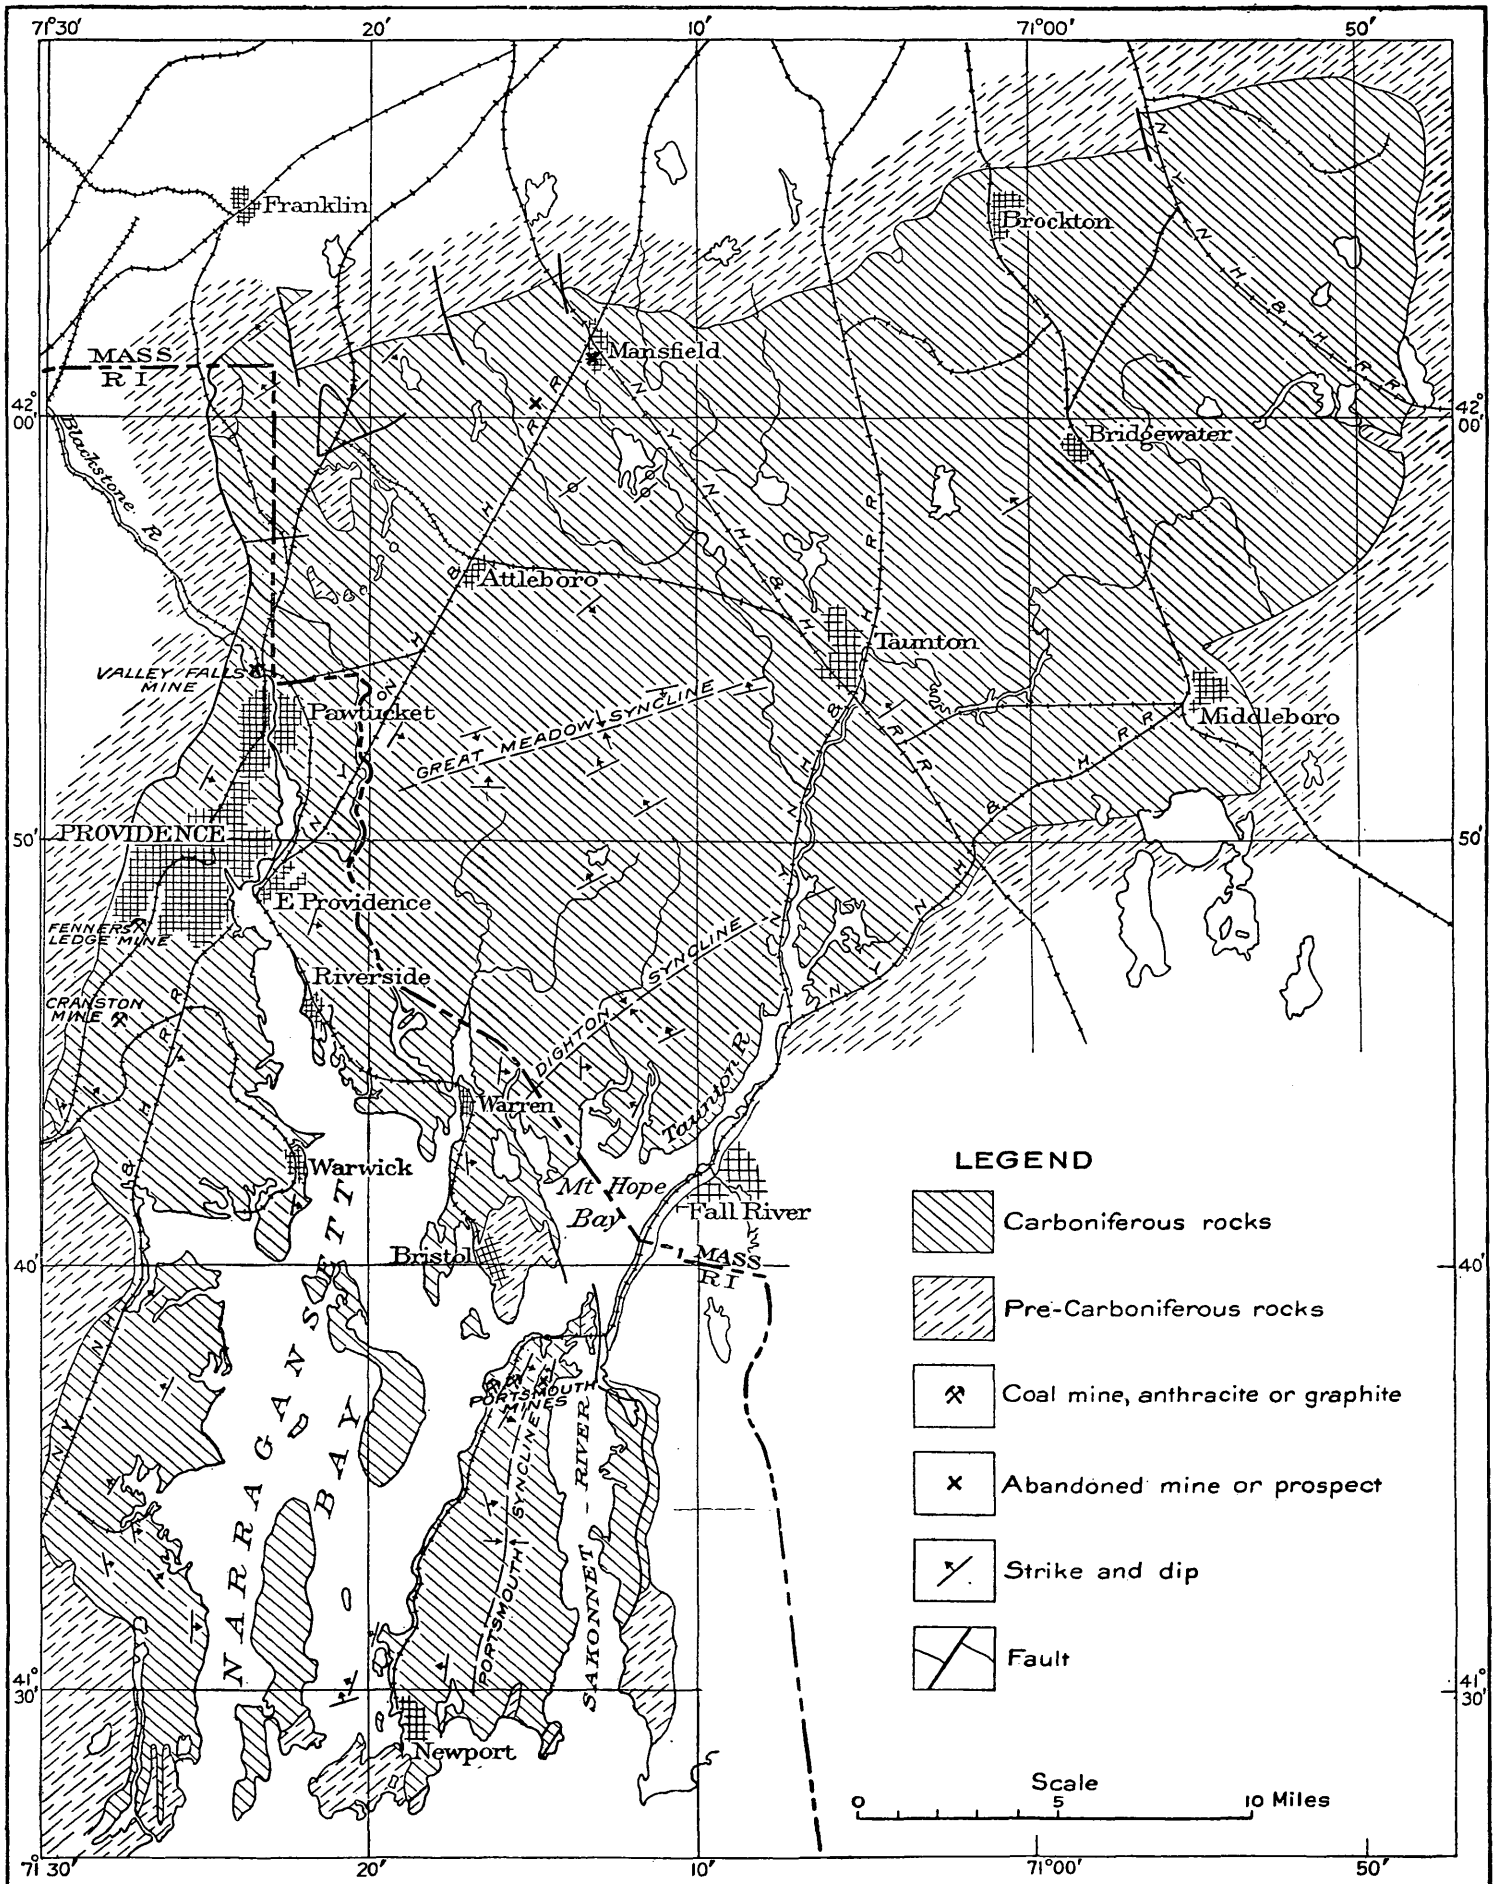 71°30' 20' 10' 71°00' 50'
Franklin
Brockton
MASS
R I
Mansfield
42°
00'
42°
00'
Blackstone R
Bridgewater
N Y N H & H R R
N Y N H & H R R
Attleboro
Taunton
VALLEY FALLS
MINE
Pawtucket
GREAT MEADOW SYNCLINE
Middleboro
PROVIDENCE
50'
50'
E Providence
FENNERS
LEDGE MINE
DIGHTON SYNCLINE
Riverside
CRANSTON
MINE
Taunton R
Warren
Warwick
Mt Hope
Bay
Fall River
Bristol
MASS
R I
40'
40'
NARRAGANSETT
BAY
PORTSMOUTH
MINES
PORTSMOUTH SYNCLINE
SAKONNET RIVER
41°
30'
41°
30'
Newport
LEGEND
Carboniferous rocks
Pre-Carboniferous rocks
Coal mine, anthracite or graphite
Abandoned mine or prospect
Strike and dip
Fault
Scale
0 5 10 Miles
71°30' 20' 10' 71°00' 50'